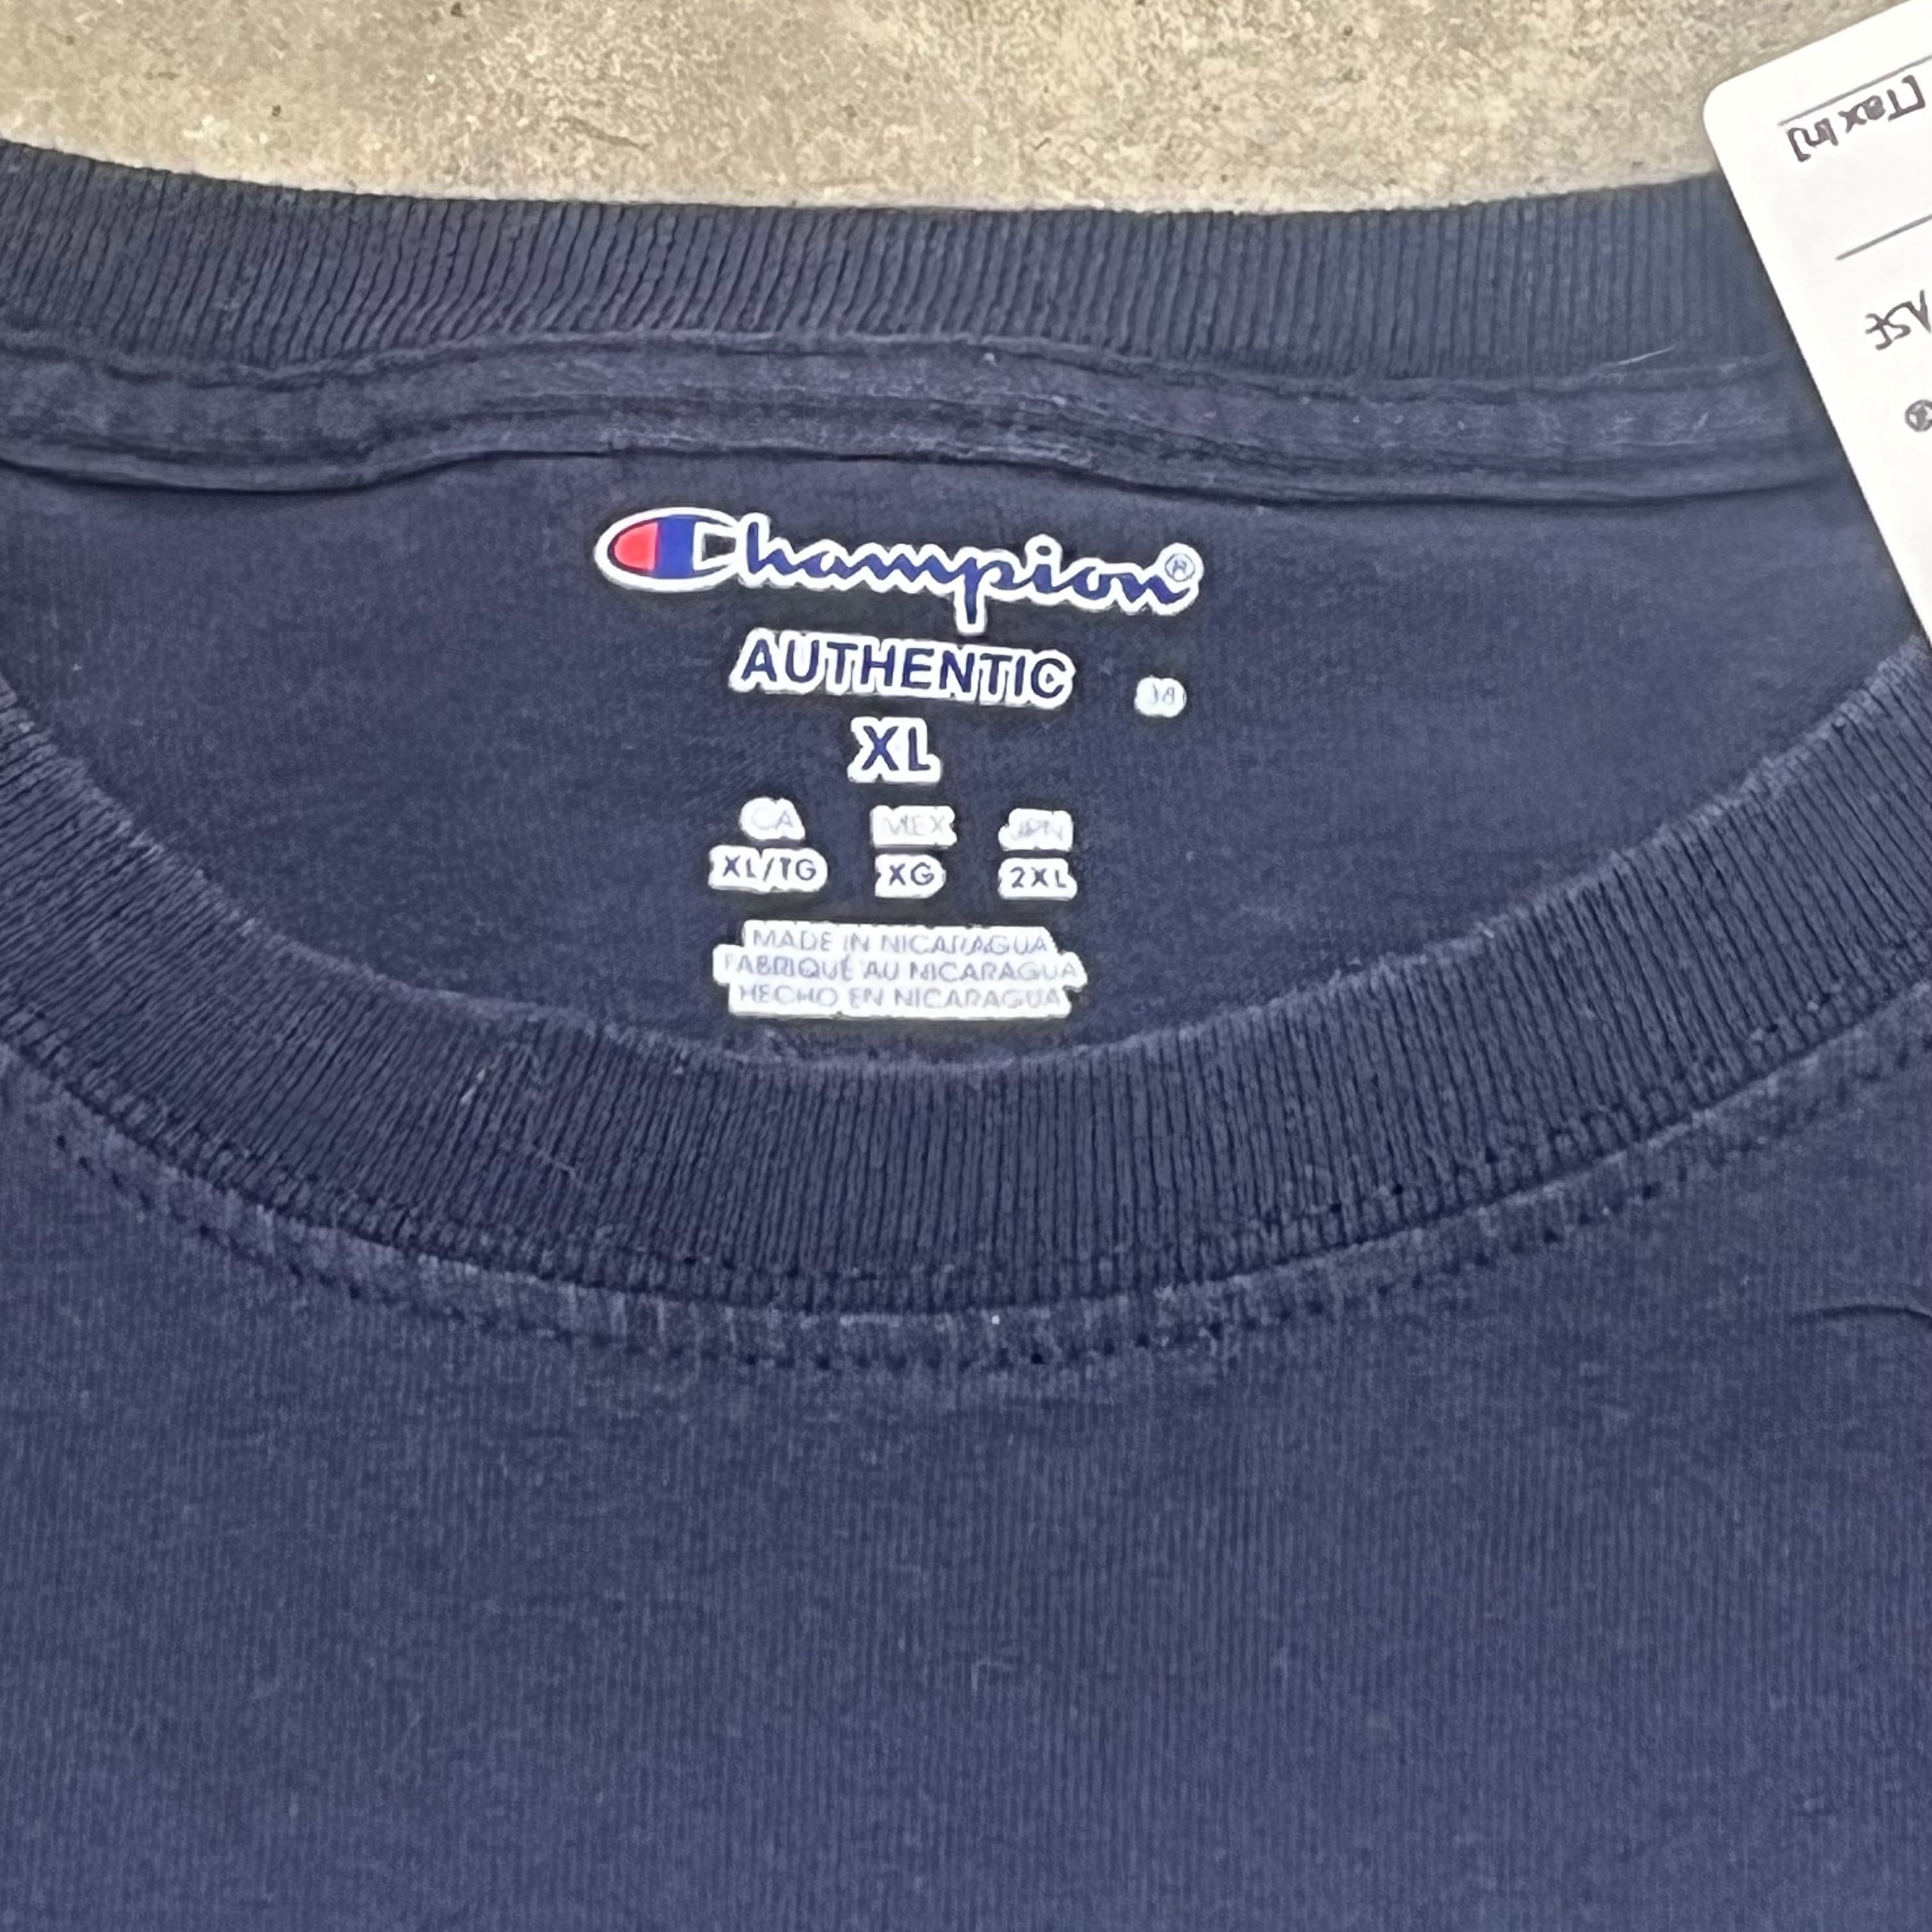 Champion®
AUTHENTIC
XL
CA MEX JPN
XL/TG XG 2XL
MADE IN NICARAGUA
FABRIQUÉ AU NICARAGUA
HECHO EN NICARAGUA
[Tax In]